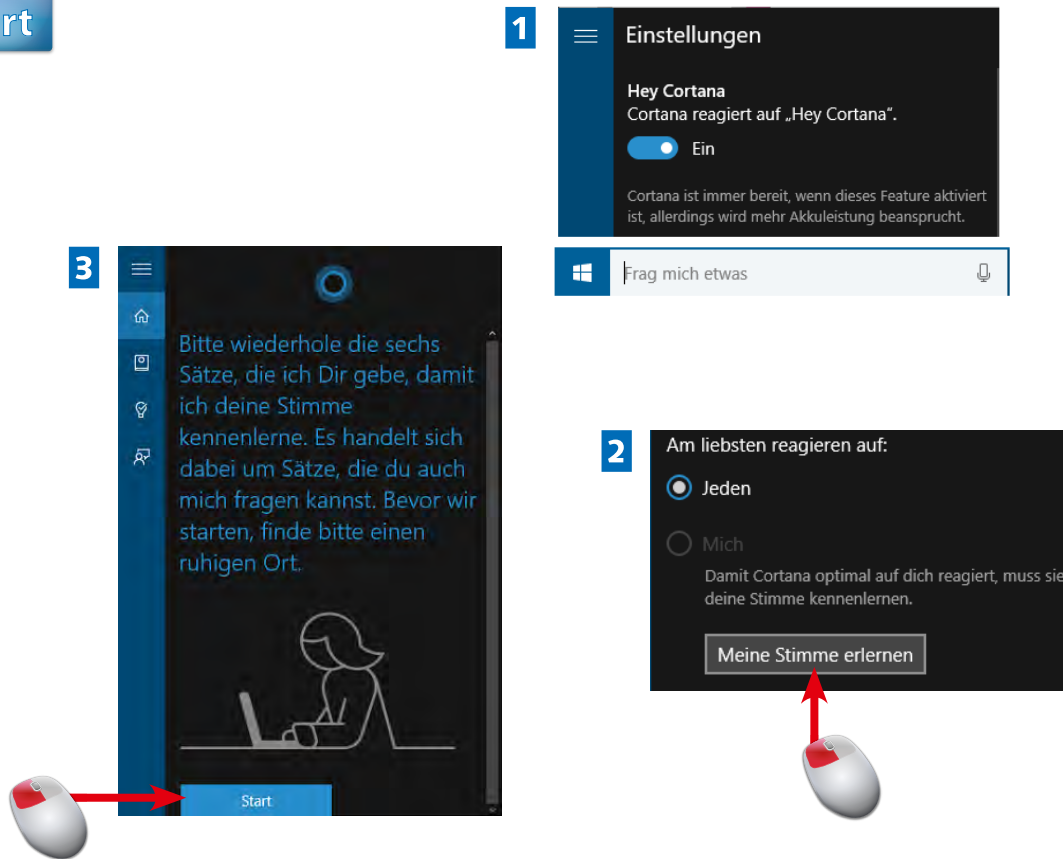 rt
1
Einstellungen
Hey Cortana
Cortana reagiert auf „Hey Cortana“.
Ein
Cortana ist immer bereit, wenn dieses Feature aktiviert
ist, allerdings wird mehr Akkuleistung beansprucht.
Frag mich etwas
2
Am liebsten reagieren auf:
Jeden
Mich
Damit Cortana optimal auf dich reagiert, muss sie
deine Stimme kennenlernen.
Meine Stimme erlernen
3
Bitte wiederhole die sechs
Sätze, die ich Dir gebe, damit
ich deine Stimme
kennenlerne. Es handelt sich
dabei um Sätze, die du auch
mich fragen kannst. Bevor wir
starten, finde bitte einen
ruhigen Ort.
Start